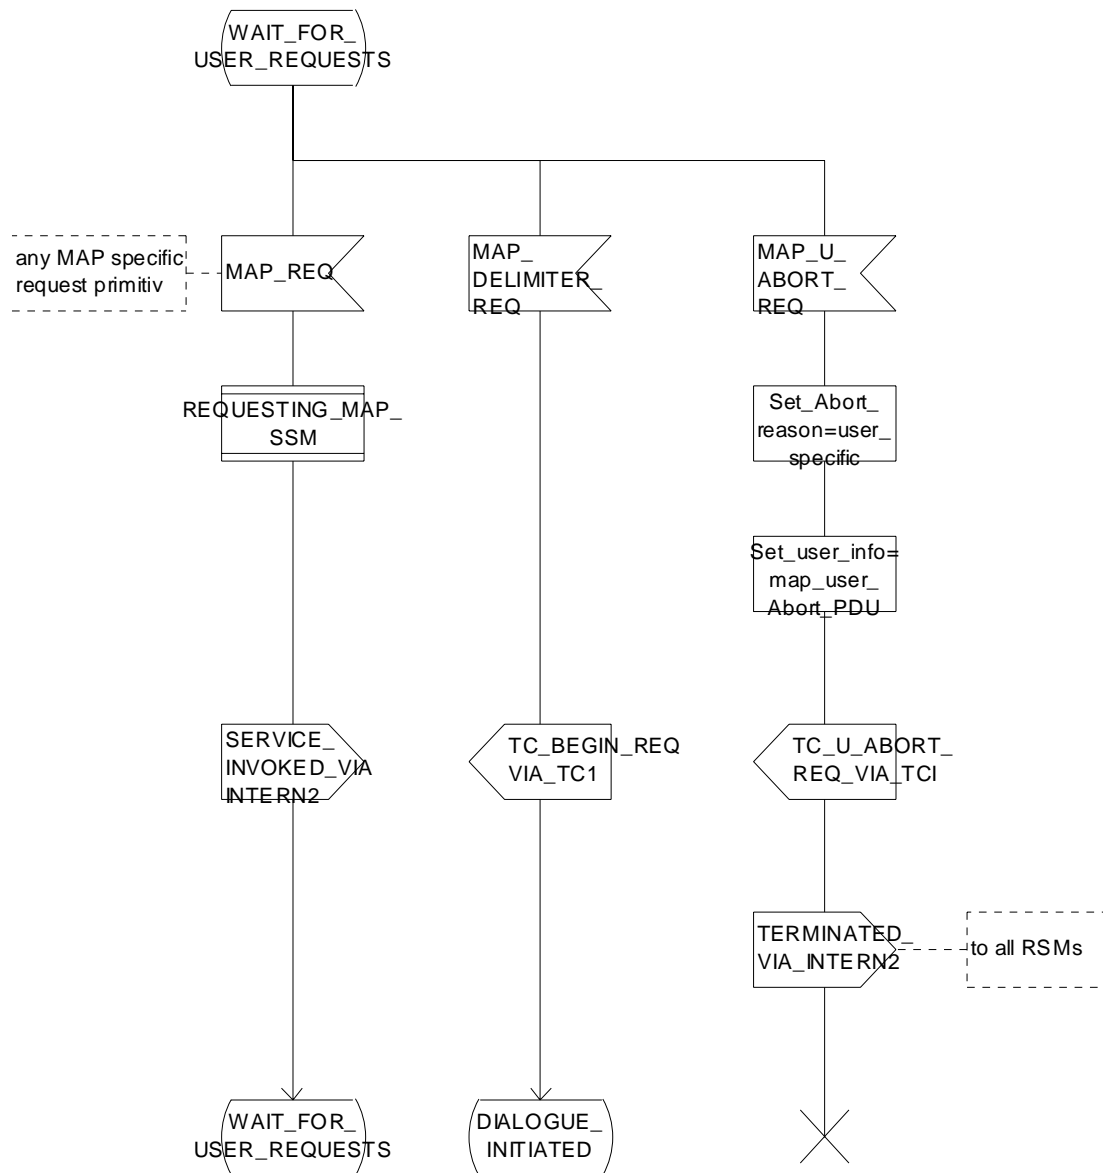 WAIT_FOR_
USER_REQUESTS
any MAP specific
request primitiv
MAP_REQ
MAP_
DELIMITER_
REQ
MAP_U_
ABORT_
REQ
REQUESTING_MAP_
SSM
Set_Abort_
reason=user_
specific
Set_user_info=
map_user_
Abort_PDU
SERVICE_
INVOKED_VIA
INTERN2
TC_BEGIN_REQ
VIA_TC1
TC_U_ABORT_
REQ_VIA_TCI
TERMINATED_
VIA_INTERN2
to all RSMs
WAIT_FOR_
USER_REQUESTS
DIALOGUE_
INITIATED